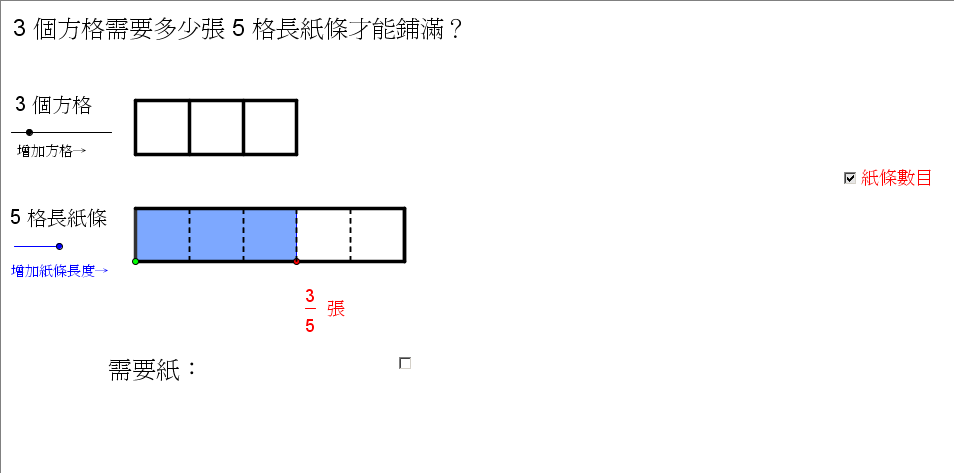 3 個方格需要多少張 5 格長紙條才能鋪滿？
3 個方格
增加方格→
紙條數目
5 格長紙條
增加紙條長度→
3
5
張
需要紙：